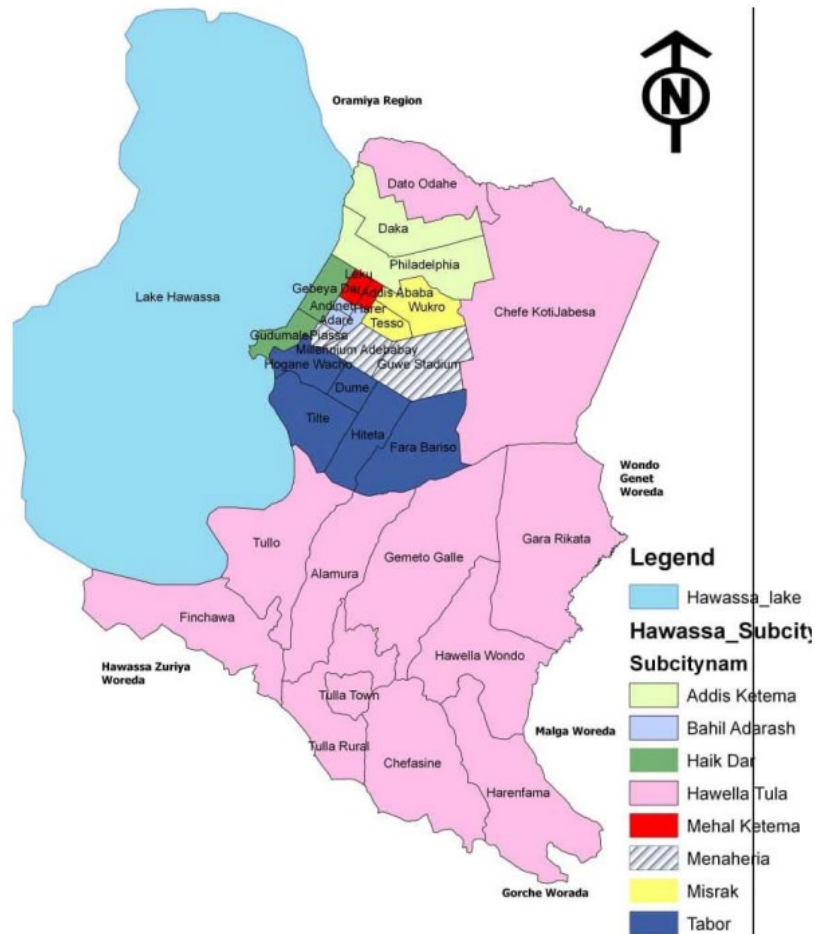 Oramiya Region
N
Dato Odahe
Daka
Philadelphia
Lake Hawassa
Leku
Gebeya Dar
Addis Ababa
Wukro
Chefe KotiJabesa
Andinet
Harer
Adare
Tesso
Gudumale
Piassa
Millennium Adebabay
Hogane Wacho
Guwe Stadium
Dume
Tilte
Hiteta
Fara Bariso
Wondo
Genet
Woreda
Tullo
Alamura
Gemeto Galle
Gara Rikata
Finchawa
Hawassa Zuriya
Woreda
Hawella Wondo
Tulla Town
Malga Woreda
Tulla Rural
Chefasine
Harenfama
Gorche Worada
Legend
Hawassa_lake
Hawassa_Subcity
Subcitynam
Addis Ketema
Bahil Adarash
Haik Dar
Hawella Tula
Mehal Ketema
Menaheria
Misrak
Tabor